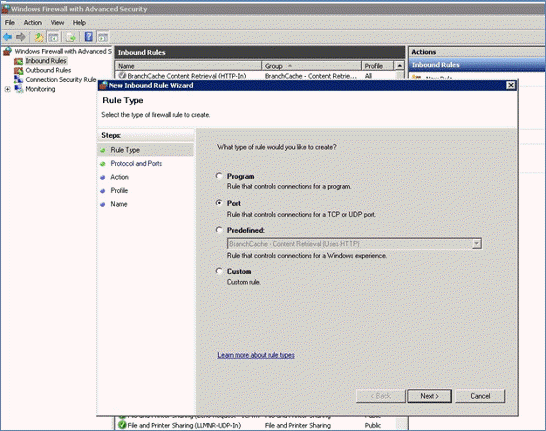 Windows Firewall with Advanced Security
File Action View Help
Windows Firewall with Advanced S
Inbound Rules
Outbound Rules
Connection Security Rule
Monitoring
Inbound Rules
Name Group Profile
BranchCache Content Retrieval (HTTP-In) BranchCache - Content Retrie... All
Actions
Inbound Rules
New Inbound Rule Wizard
Rule Type
Select the type of firewall rule to create.
Steps:
Rule Type
Protocol and Ports
Action
Profile
Name
What type of rule would you like to create?
Program
Rule that controls connections for a program.
Port
Rule that controls connections for a TCP or UDP port.
Predefined:
BranchCache - Content Retrieval (Uses HTTP)
Rule that controls connections for a Windows experience.
Custom
Custom rule.
Learn more about rule types
< Back Next > Cancel
File and Printer Sharing (LLMNR-UDP-In) File and Printer Sharing Public